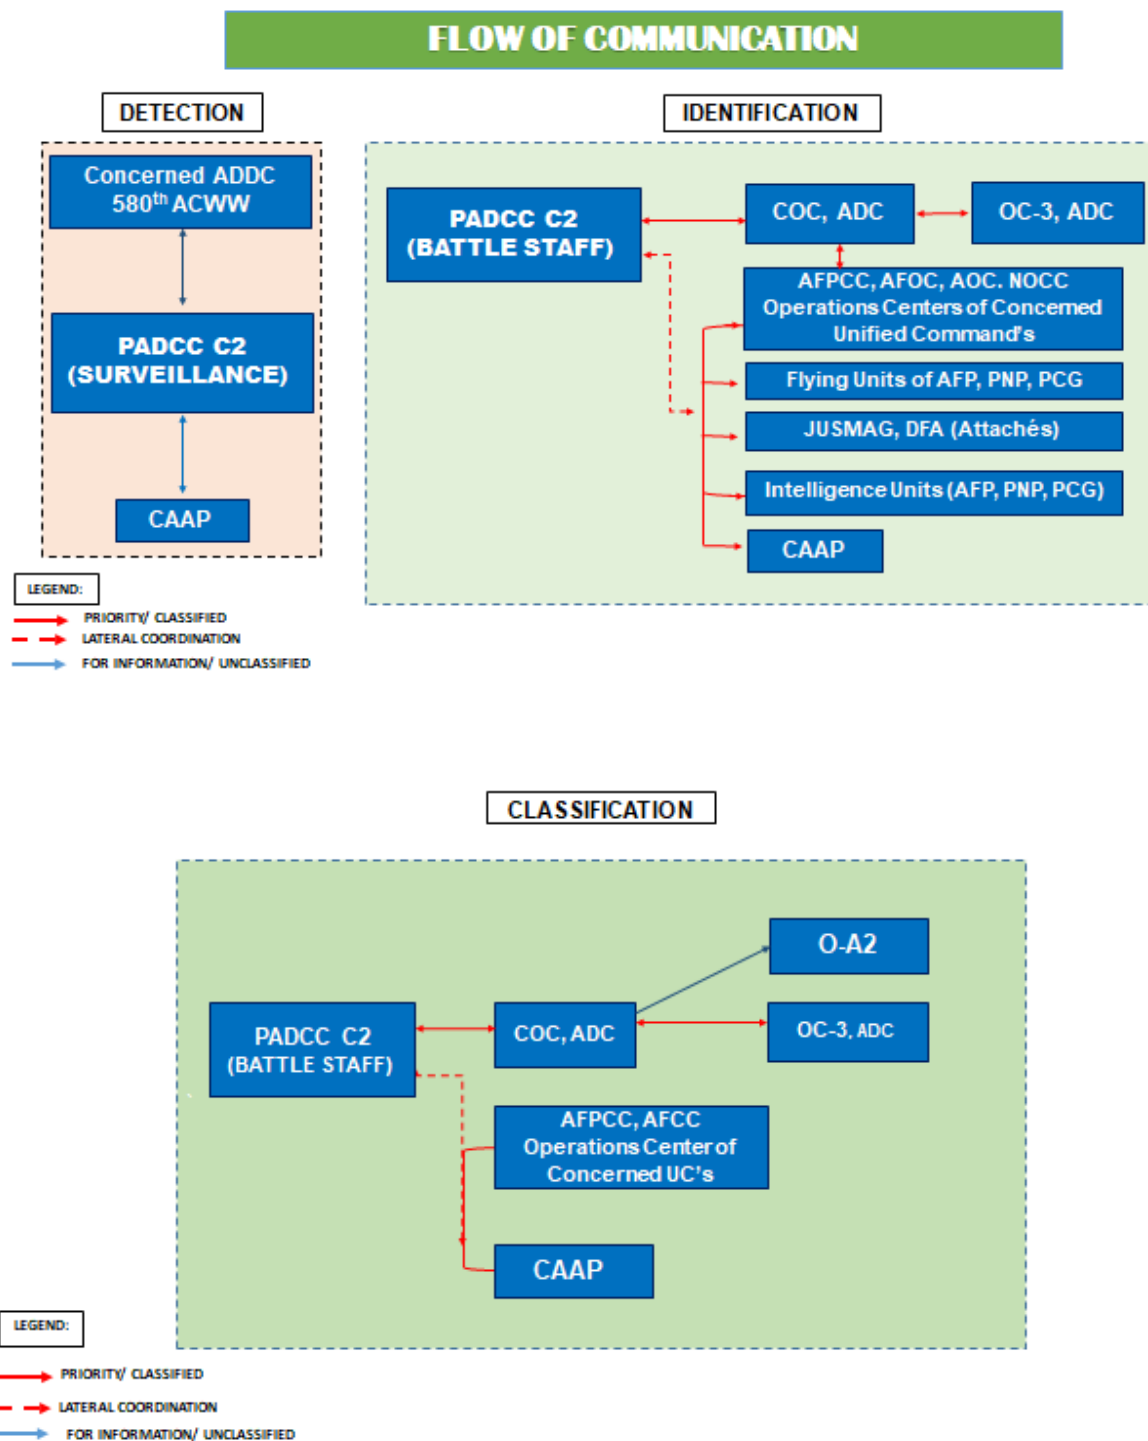 FLOW OF COMMUNICATION
DETECTION
Concerned ADDC
580th ACWW
PADCC C2
(SURVEILLANCE)
CAAP
IDENTIFICATION
PADCC C2
(BATTLE STAFF)
COC, ADC
OC-3, ADC
AFPCC, AFOC, AOC. NOCC
Operations Centers of Concerned
Unified Command's
Flying Units of AFP, PNP, PCG
JUSMAG, DFA (Attachés)
Intelligence Units (AFP, PNP, PCG)
CAAP
LEGEND:
PRIORITY/ CLASSIFIED
LATERAL COORDINATION
FOR INFORMATION/ UNCLASSIFIED
CLASSIFICATION
O-A2
PADCC C2
(BATTLE STAFF)
COC, ADC
OC-3, ADC
AFPCC, AFCC
Operations Center of
Concerned UC's
CAAP
LEGEND:
PRIORITY/ CLASSIFIED
LATERAL COORDINATION
FOR INFORMATION/ UNCLASSIFIED